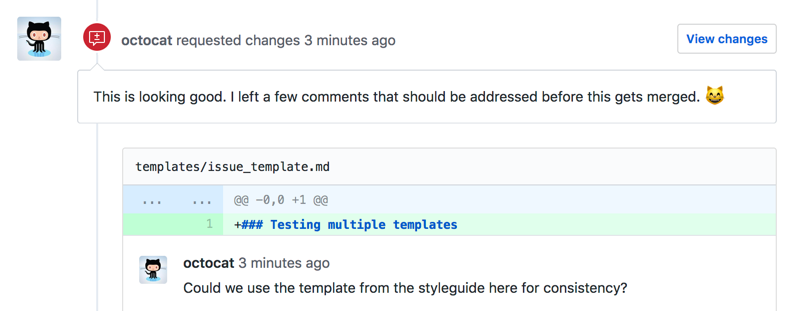 octocat requested changes 3 minutes ago
View changes
This is looking good. I left a few comments that should be addressed before this gets merged. 😸
templates/issue_template.md
... ... @@ -0,0 +1 @@
1 +### Testing multiple templates
octocat 3 minutes ago
Could we use the template from the styleguide here for consistency?